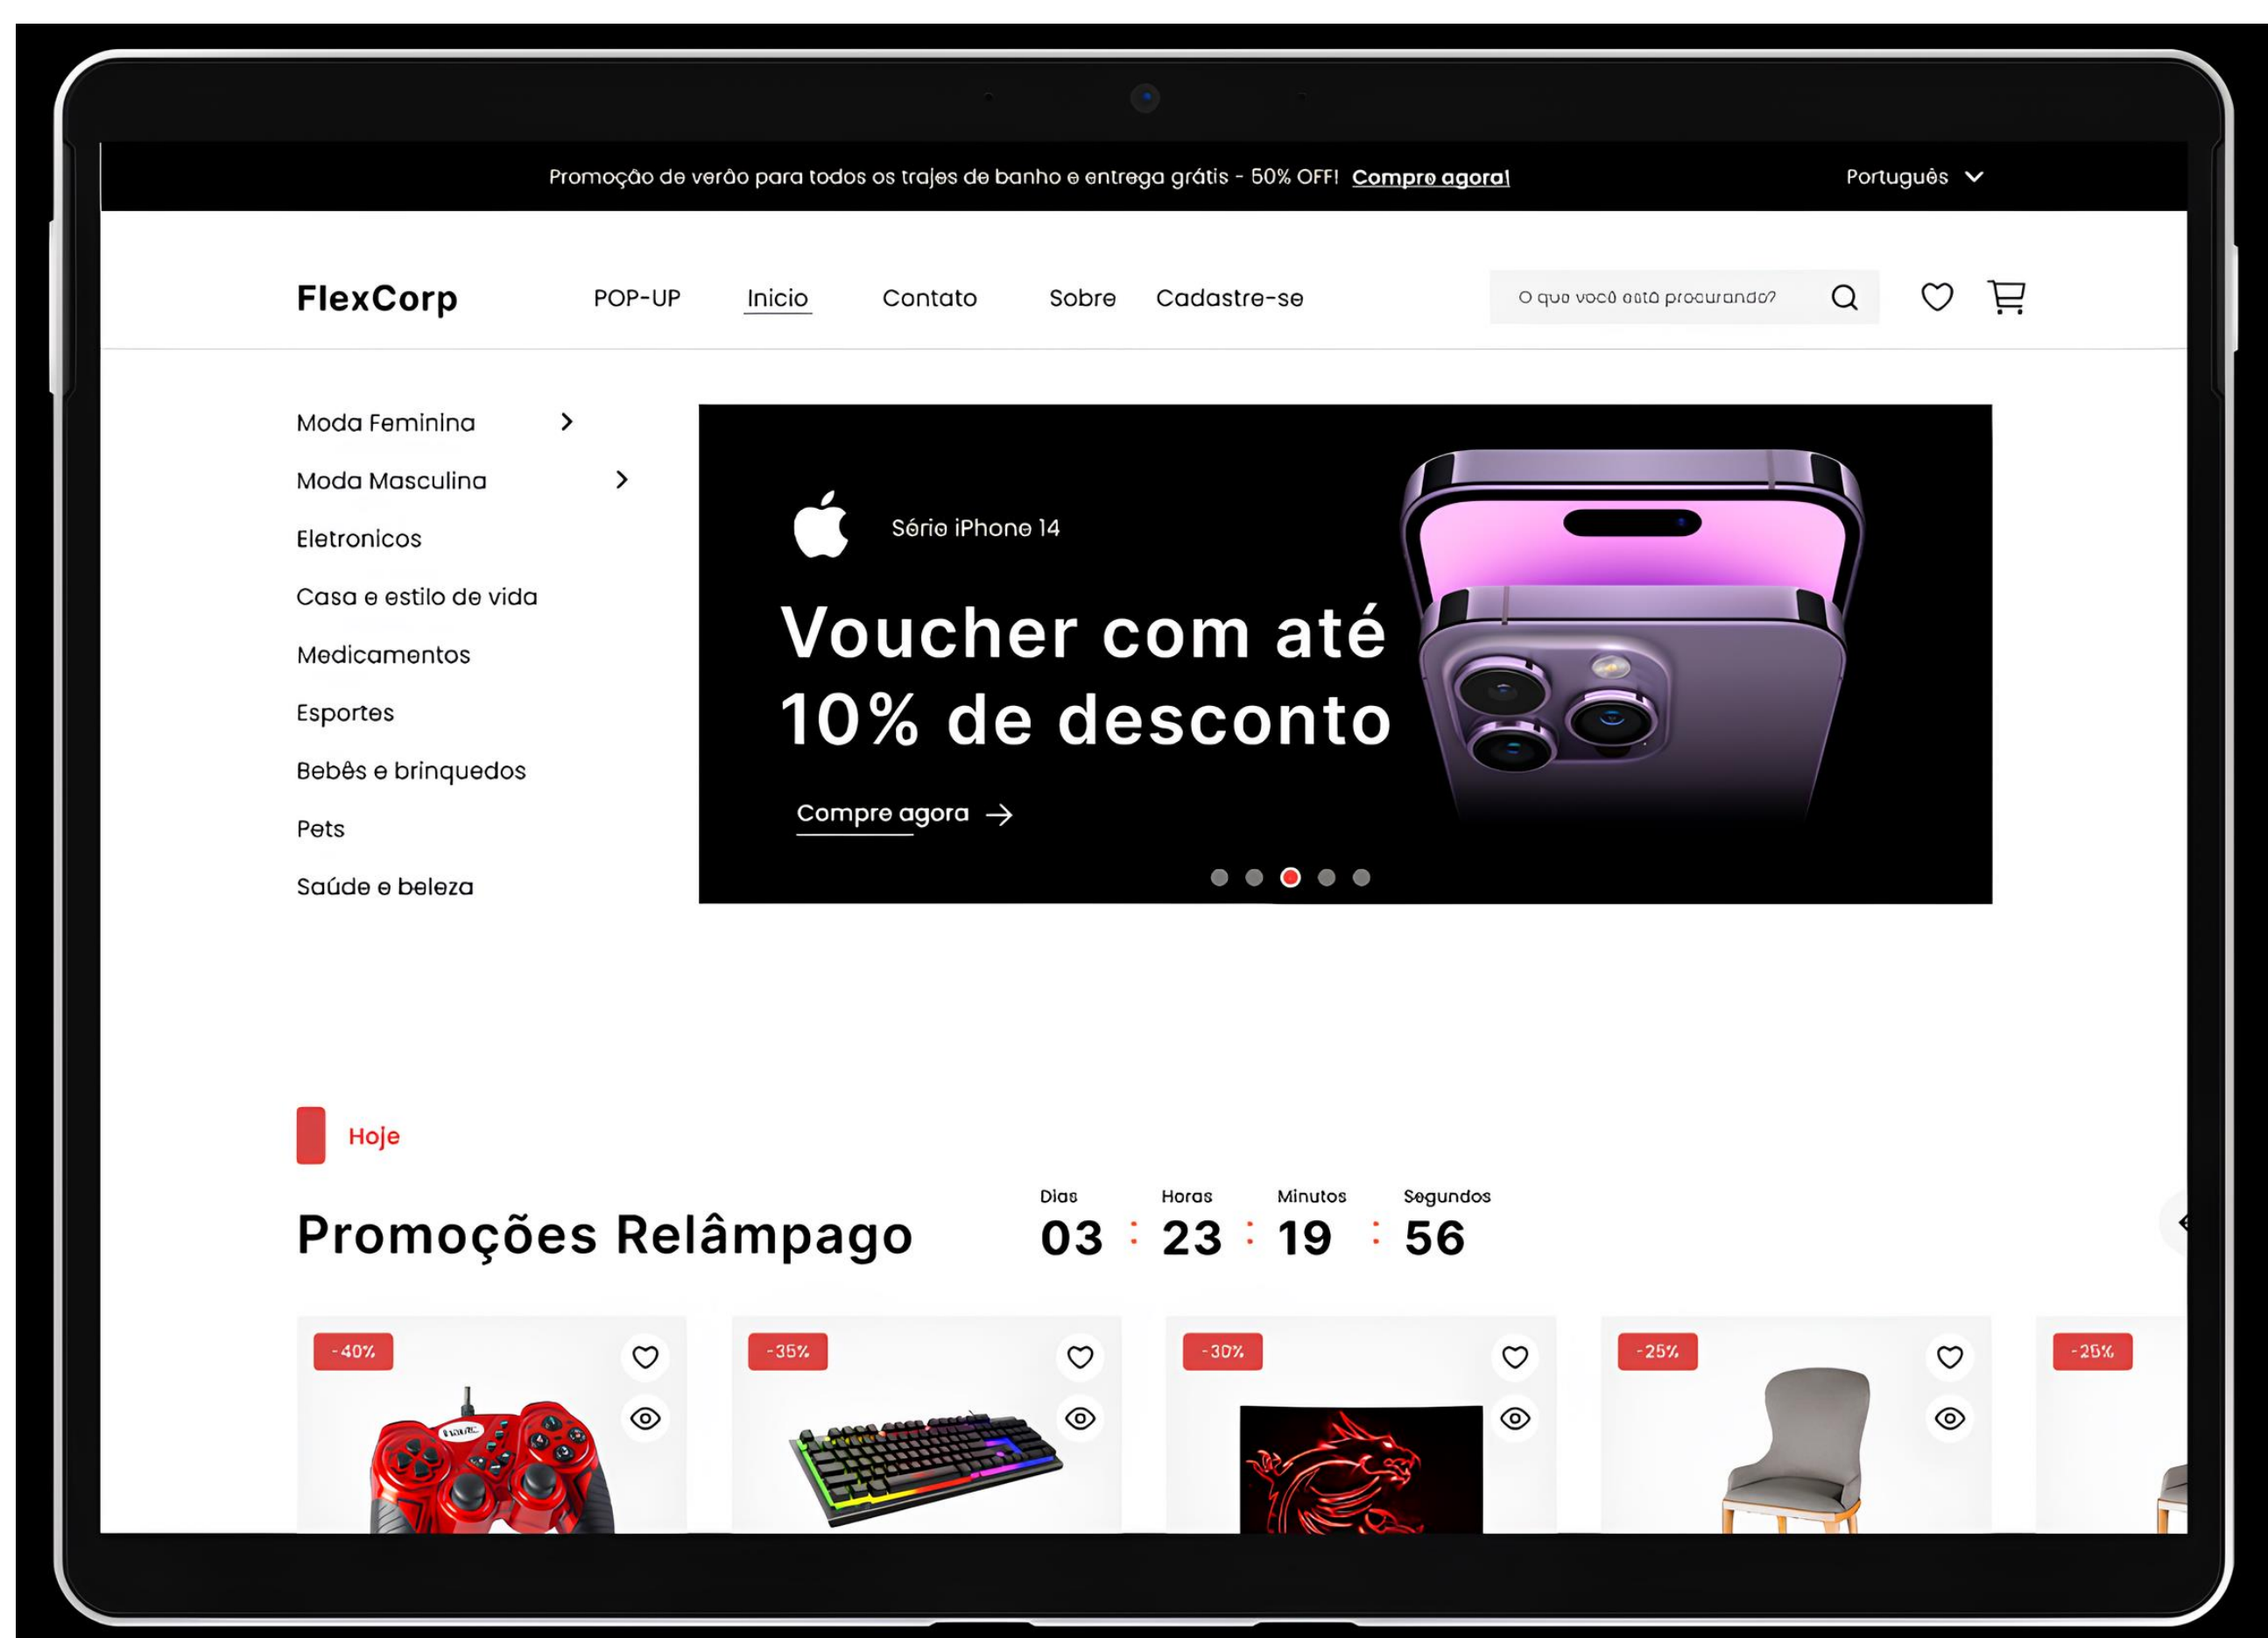 Promoção de verão para todos os trajes de banho e entrega grátis - 50% OFF! Compre agora!
Português
FlexCorp
POP-UP
Inicio
Contato
Sobre
Cadastre-se
O que você está procurando?
Moda Feminina
Moda Masculina
Eletronicos
Casa e estilo de vida
Medicamentos
Esportes
Bebês e brinquedos
Pets
Saúde e beleza
Série iPhone 14
Voucher com até
10% de desconto
Compre agora
Hoje
Promoções Relâmpago
Dias Horas Minutos Segundos
03 : 23 : 19 : 56
-40%
-35%
-30%
-25%
-25%